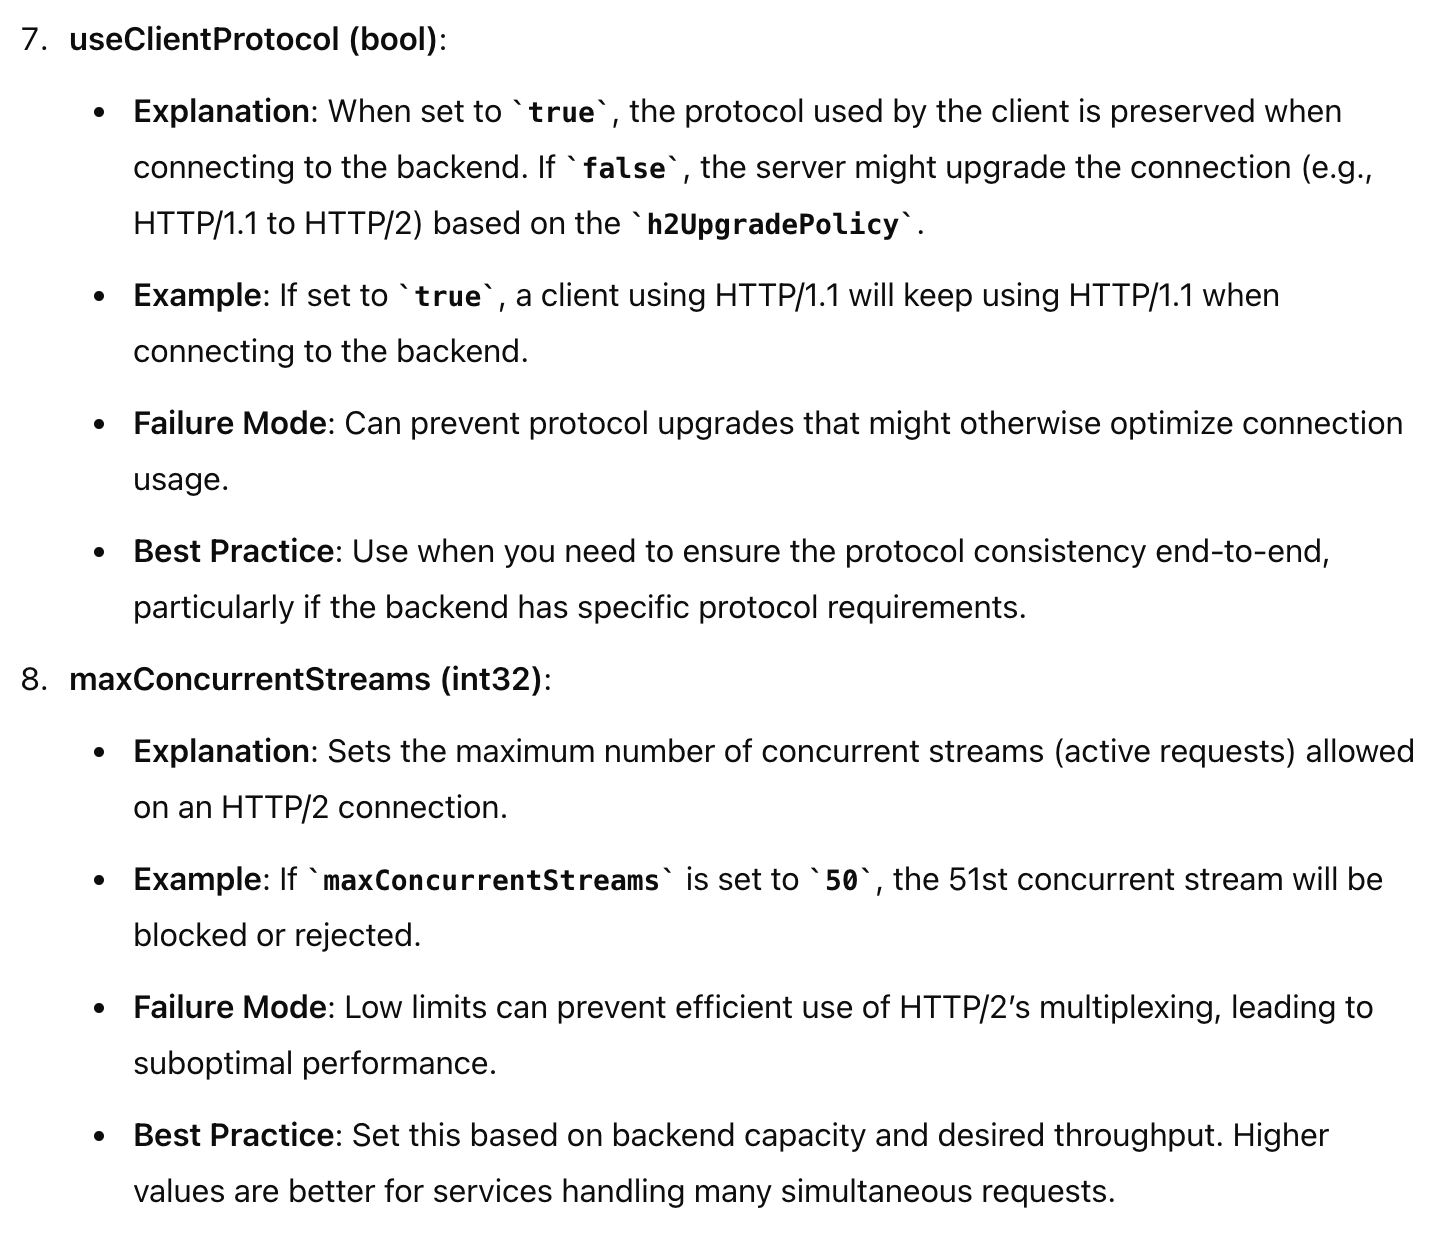 7. useClientProtocol (bool):
• Explanation: When set to `true`, the protocol used by the client is preserved when
connecting to the backend. If `false`, the server might upgrade the connection (e.g.,
HTTP/1.1 to HTTP/2) based on the `h2UpgradePolicy`.
• Example: If set to `true`, a client using HTTP/1.1 will keep using HTTP/1.1 when
connecting to the backend.
• Failure Mode: Can prevent protocol upgrades that might otherwise optimize connection
usage.
• Best Practice: Use when you need to ensure the protocol consistency end-to-end,
particularly if the backend has specific protocol requirements.
8. maxConcurrentStreams (int32):
• Explanation: Sets the maximum number of concurrent streams (active requests) allowed
on an HTTP/2 connection.
• Example: If `maxConcurrentStreams` is set to `50`, the 51st concurrent stream will be
blocked or rejected.
• Failure Mode: Low limits can prevent efficient use of HTTP/2’s multiplexing, leading to
suboptimal performance.
• Best Practice: Set this based on backend capacity and desired throughput. Higher
values are better for services handling many simultaneous requests.